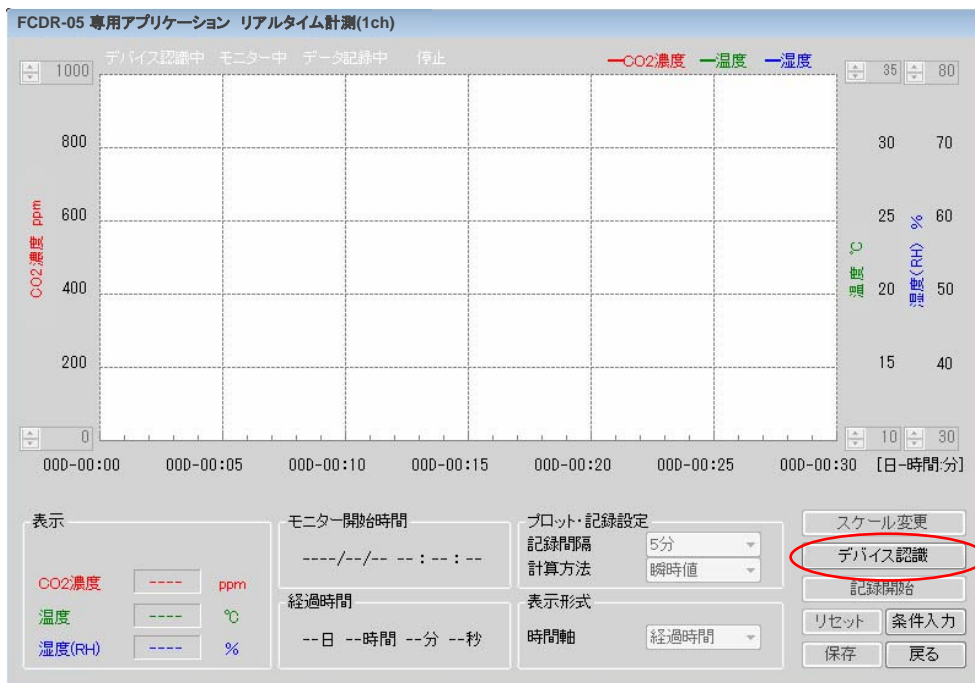 FCDR-05 専用アプリケーション リアルタイム計測(1ch)
デバイス認識中 モニター中 データ記録中 停止
CO2濃度 温度 湿度
1000 35 80
800 30 70
600 25 60
400 20 50
200 15 40
0 10 30
CO2濃度 ppm
温度 ℃
湿度(RH) %
00D-00:00 00D-00:05 00D-00:10 00D-00:15 00D-00:20 00D-00:25 00D-00:30 [日-時間:分]
表示
CO2濃度 ---- ppm
温度 ---- ℃
湿度(RH) ---- %
モニター開始時間
----/--/-- --:--:--
経過時間
--日 --時間 --分 --秒
プロット・記録設定
記録間隔 5分
計算方法 瞬時値
表示形式
時間軸 経過時間
スケール変更
デバイス認識
記録開始
リセット 条件入力
保存 戻る